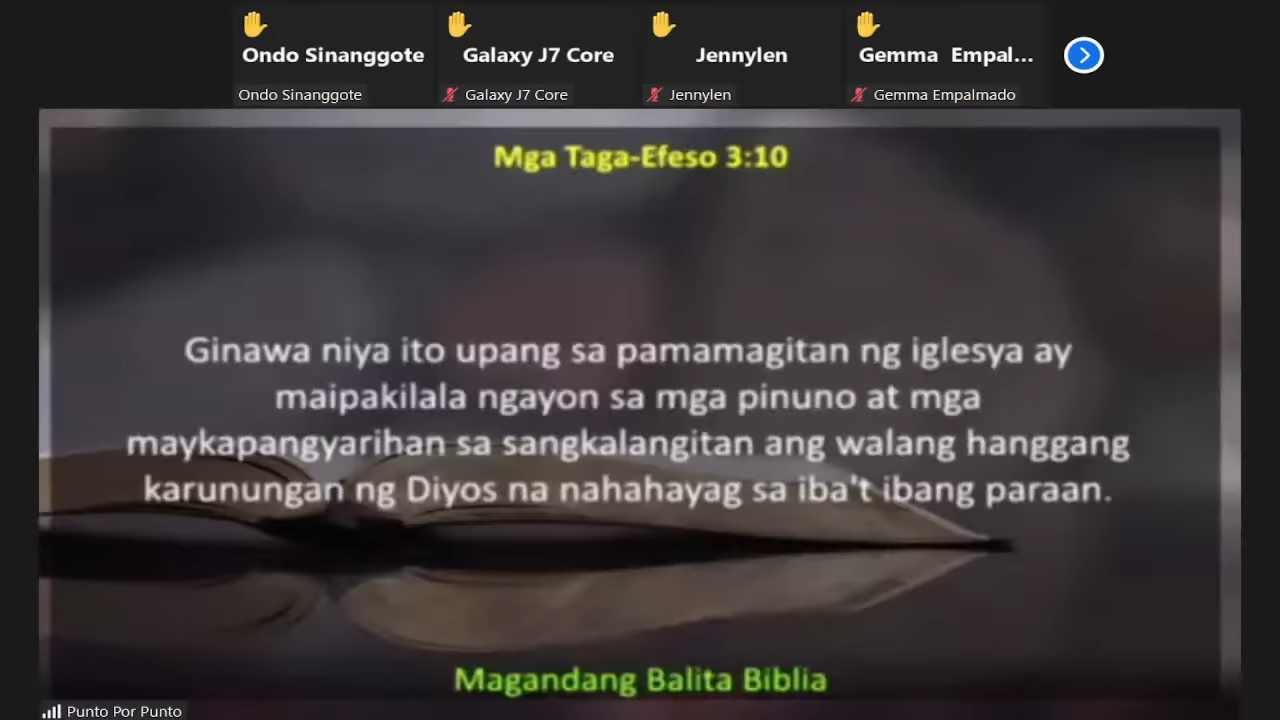 Ondo Sinanggote
Galaxy J7 Core
Jennylen
Gemma Empal...
Ondo Sinanggote
Galaxy J7 Core
Jennylen
Gemma Empalmado
Mga Taga-Efeso 3:10
Ginawa niya ito upang sa pamamagitan ng iglesya ay
maipakilala ngayon sa mga pinuno at mga
maykapangyarihan sa sangkalangitan ang walang hanggang
karunungan ng Diyos na nahahayag sa iba't ibang paraan.
Magandang Balita Biblia
Punto Por Punto